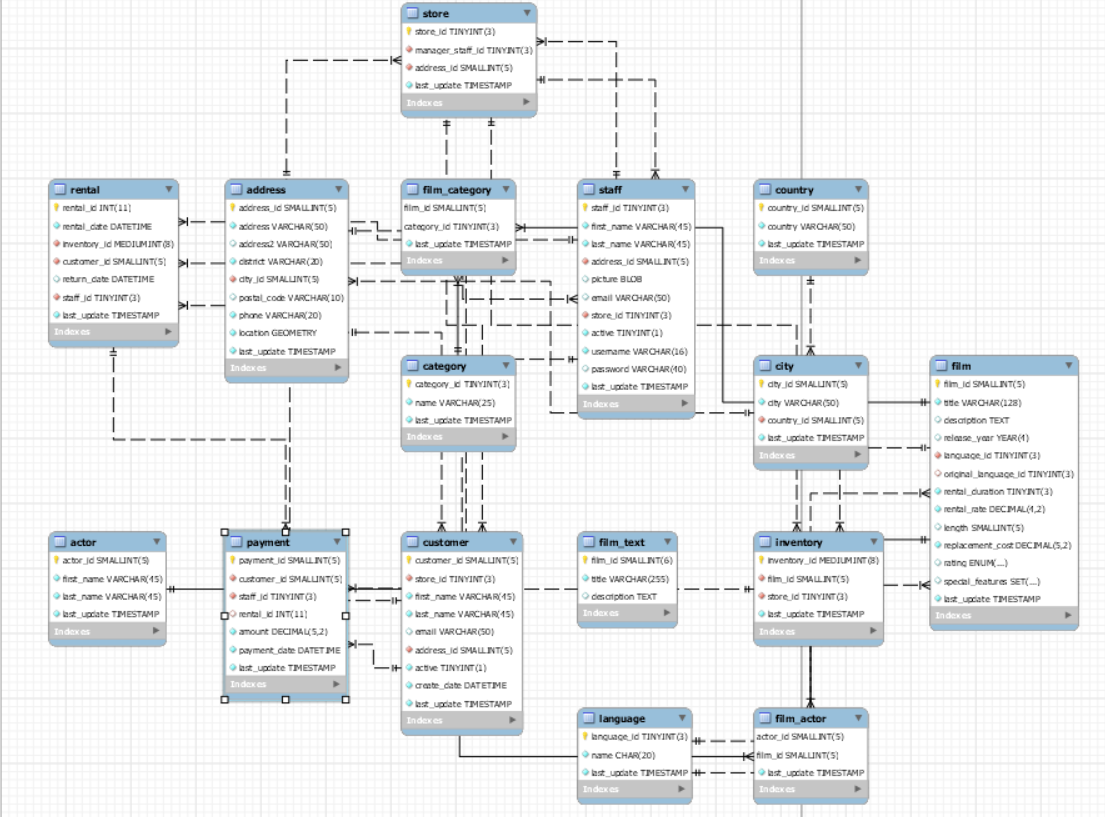 store
store_id TINYINT(3)
manager_staff_id TINYINT(3)
address_id SMALLINT(5)
last_update TIMESTAMP
Indexes
rental
rental_id INT(11)
rental_date DATETIME
inventory_id MEDIUMINT(8)
customer_id SMALLINT(5)
return_date DATETIME
staff_id TINYINT(3)
last_update TIMESTAMP
Indexes
address
address_id SMALLINT(5)
address VARCHAR(50)
address2 VARCHAR(50)
district VARCHAR(20)
city_id SMALLINT(5)
postal_code VARCHAR(10)
phone VARCHAR(20)
location GEOMETRY
last_update TIMESTAMP
Indexes
film_category
film_id SMALLINT(5)
category_id TINYINT(3)
last_update TIMESTAMP
Indexes
staff
staff_id TINYINT(3)
first_name VARCHAR(45)
last_name VARCHAR(45)
address_id SMALLINT(5)
picture BLOB
email VARCHAR(50)
store_id TINYINT(3)
active TINYINT(1)
username VARCHAR(16)
password VARCHAR(40)
last_update TIMESTAMP
Indexes
country
country_id SMALLINT(5)
country VARCHAR(50)
last_update TIMESTAMP
Indexes
category
category_id TINYINT(3)
name VARCHAR(25)
last_update TIMESTAMP
Indexes
city
city_id SMALLINT(5)
city VARCHAR(50)
country_id SMALLINT(5)
last_update TIMESTAMP
Indexes
film
film_id SMALLINT(5)
title VARCHAR(128)
description TEXT
release_year YEAR(4)
language_id TINYINT(3)
original_language_id TINYINT(3)
rental_duration TINYINT(3)
rental_rate DECIMAL(4,2)
length SMALLINT(5)
replacement_cost DECIMAL(5,2)
rating ENUM(...)
special_features SET(...)
last_update TIMESTAMP
Indexes
actor
actor_id SMALLINT(5)
first_name VARCHAR(45)
last_name VARCHAR(45)
last_update TIMESTAMP
Indexes
payment
payment_id SMALLINT(5)
customer_id SMALLINT(5)
staff_id TINYINT(3)
rental_id INT(11)
amount DECIMAL(5,2)
payment_date DATETIME
last_update TIMESTAMP
Indexes
customer
customer_id SMALLINT(5)
store_id TINYINT(3)
first_name VARCHAR(45)
last_name VARCHAR(45)
email VARCHAR(50)
address_id SMALLINT(5)
active TINYINT(1)
create_date DATETIME
last_update TIMESTAMP
Indexes
film_text
film_id SMALLINT(6)
title VARCHAR(255)
description TEXT
Indexes
inventory
inventory_id MEDIUMINT(8)
film_id SMALLINT(5)
store_id TINYINT(3)
last_update TIMESTAMP
Indexes
language
language_id TINYINT(3)
name CHAR(20)
last_update TIMESTAMP
Indexes
film_actor
actor_id SMALLINT(5)
film_id SMALLINT(5)
last_update TIMESTAMP
Indexes